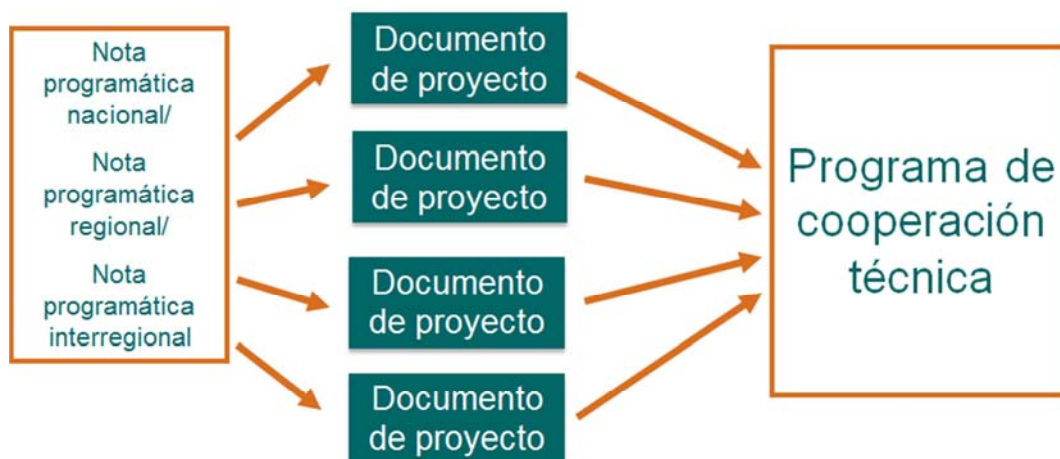 Nota
programática
nacional/
Nota
programática
regional/
Nota
programática
interregional
Documento
de proyecto
Documento
de proyecto
Documento
de proyecto
Documento
de proyecto
Programa de
cooperación
técnica